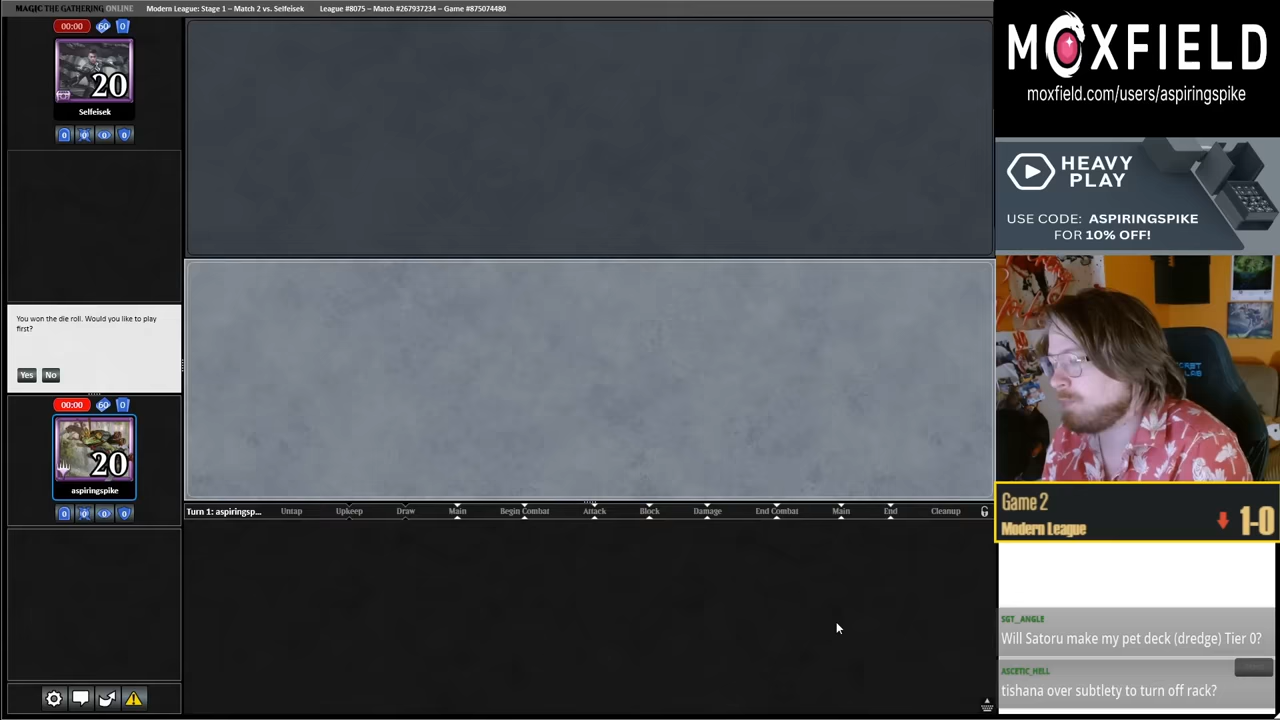 MAGIC THE GATHERING ONLINE
Modern League: Stage 1 – Match 2 vs. Selfeisek
League #8075 – Match #267937234 – Game #875074480
00:00
60
0
20
Selfeisek
0
0
0
0
You won the die roll. Would you like to play
first?
Yes
No
00:00
60
0
20
aspiringspike
0
0
0
0
Turn 1: aspiringsp...
Untap
Upkeep
Draw
Main
Begin Combat
Attack
Block
Damage
End Combat
Main
End
Cleanup
MOXFIELD
moxfield.com/users/aspiringspike
HEAVY
PLAY
USE CODE: ASPIRINGSPIKE
FOR 10% OFF!
Game 2
Modern League
1-0
SGT_ANGLE
Will Satoru make my pet deck (dredge) Tier 0?
ASCETIC_HELL
tishana over subtlety to turn off rack?